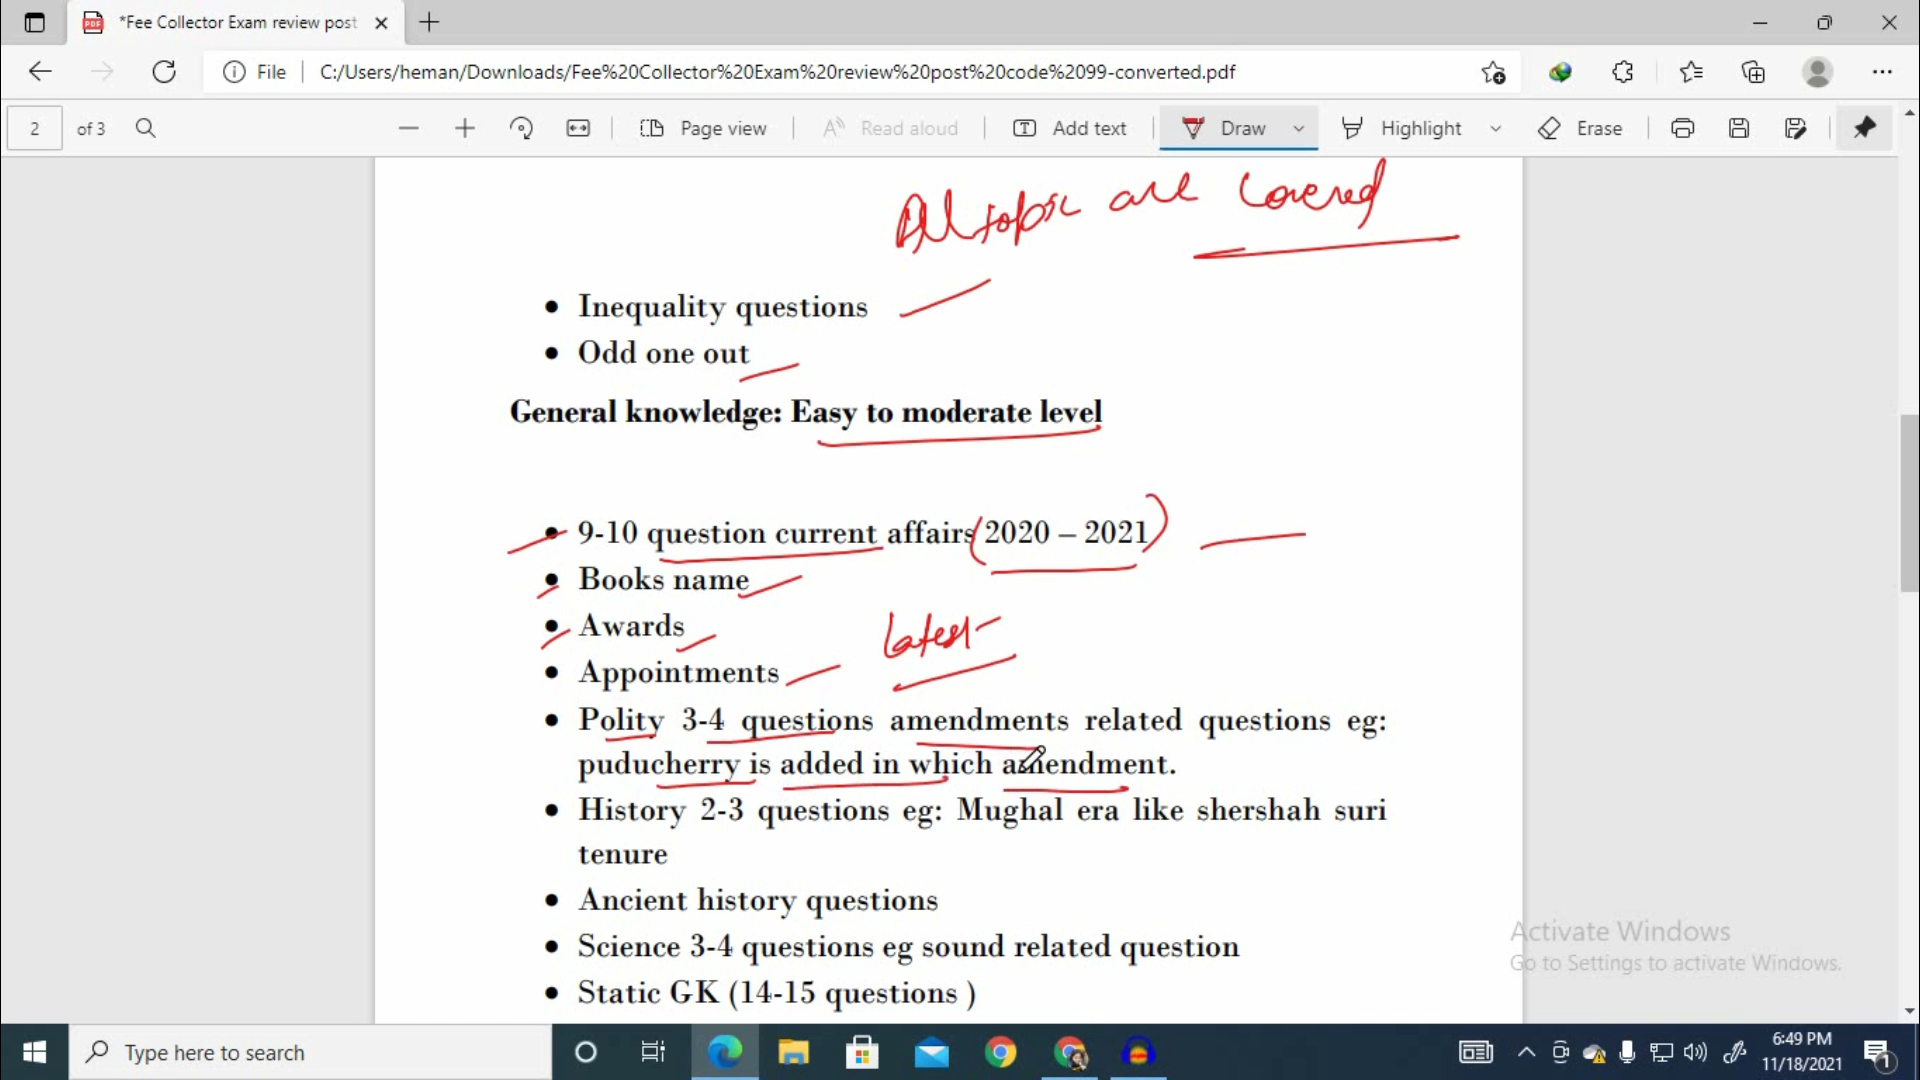 *Fee Collector Exam review post
File
C:/Users/heman/Downloads/Fee%20Collector%20Exam%20review%20post%20code%2099-converted.pdf
2 of 3
Page view
Read aloud
Add text
Draw
Highlight
Erase
All topic are covered
• Inequality questions
• Odd one out
General knowledge: Easy to moderate level
• 9-10 question current affairs(2020 – 2021)
• Books name
• Awards
latest
• Appointments
• Polity 3-4 questions amendments related questions eg:
puducherry is added in which amendment.
• History 2-3 questions eg: Mughal era like shershah suri
tenure
• Ancient history questions
• Science 3-4 questions eg sound related question
• Static GK (14-15 questions )
Activate Windows
Go to Settings to activate Windows.
Type here to search
6:49 PM
11/18/2021
1